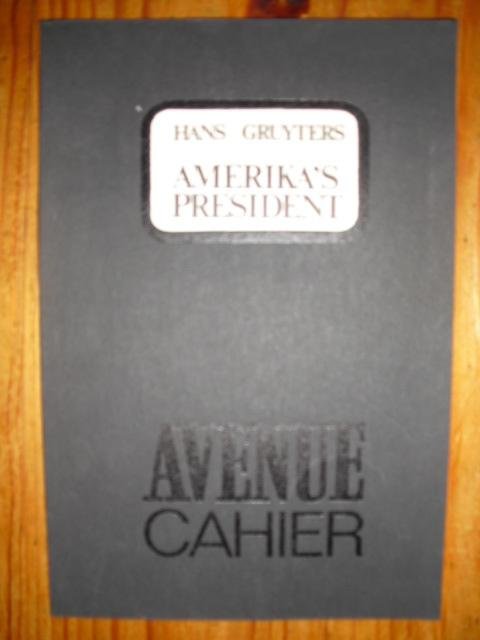 HANS GRUYTERS
AMERIKA'S
PRESIDENT
AVENUE
CAHIER